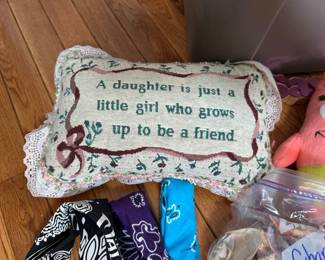 A daughter is just a
little girl who grows
up to be a friend.